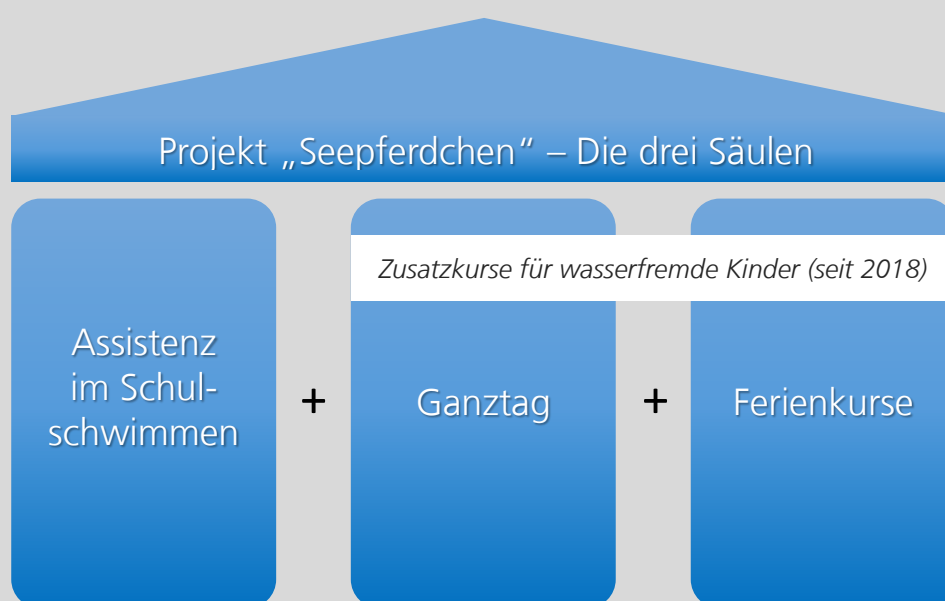 Projekt „Seepferdchen“ – Die drei Säulen
Zusatzkurse für wasserfremde Kinder (seit 2018)
Assistenz
im Schul-
schwimmen
+
Ganztag
+
Ferienkurse